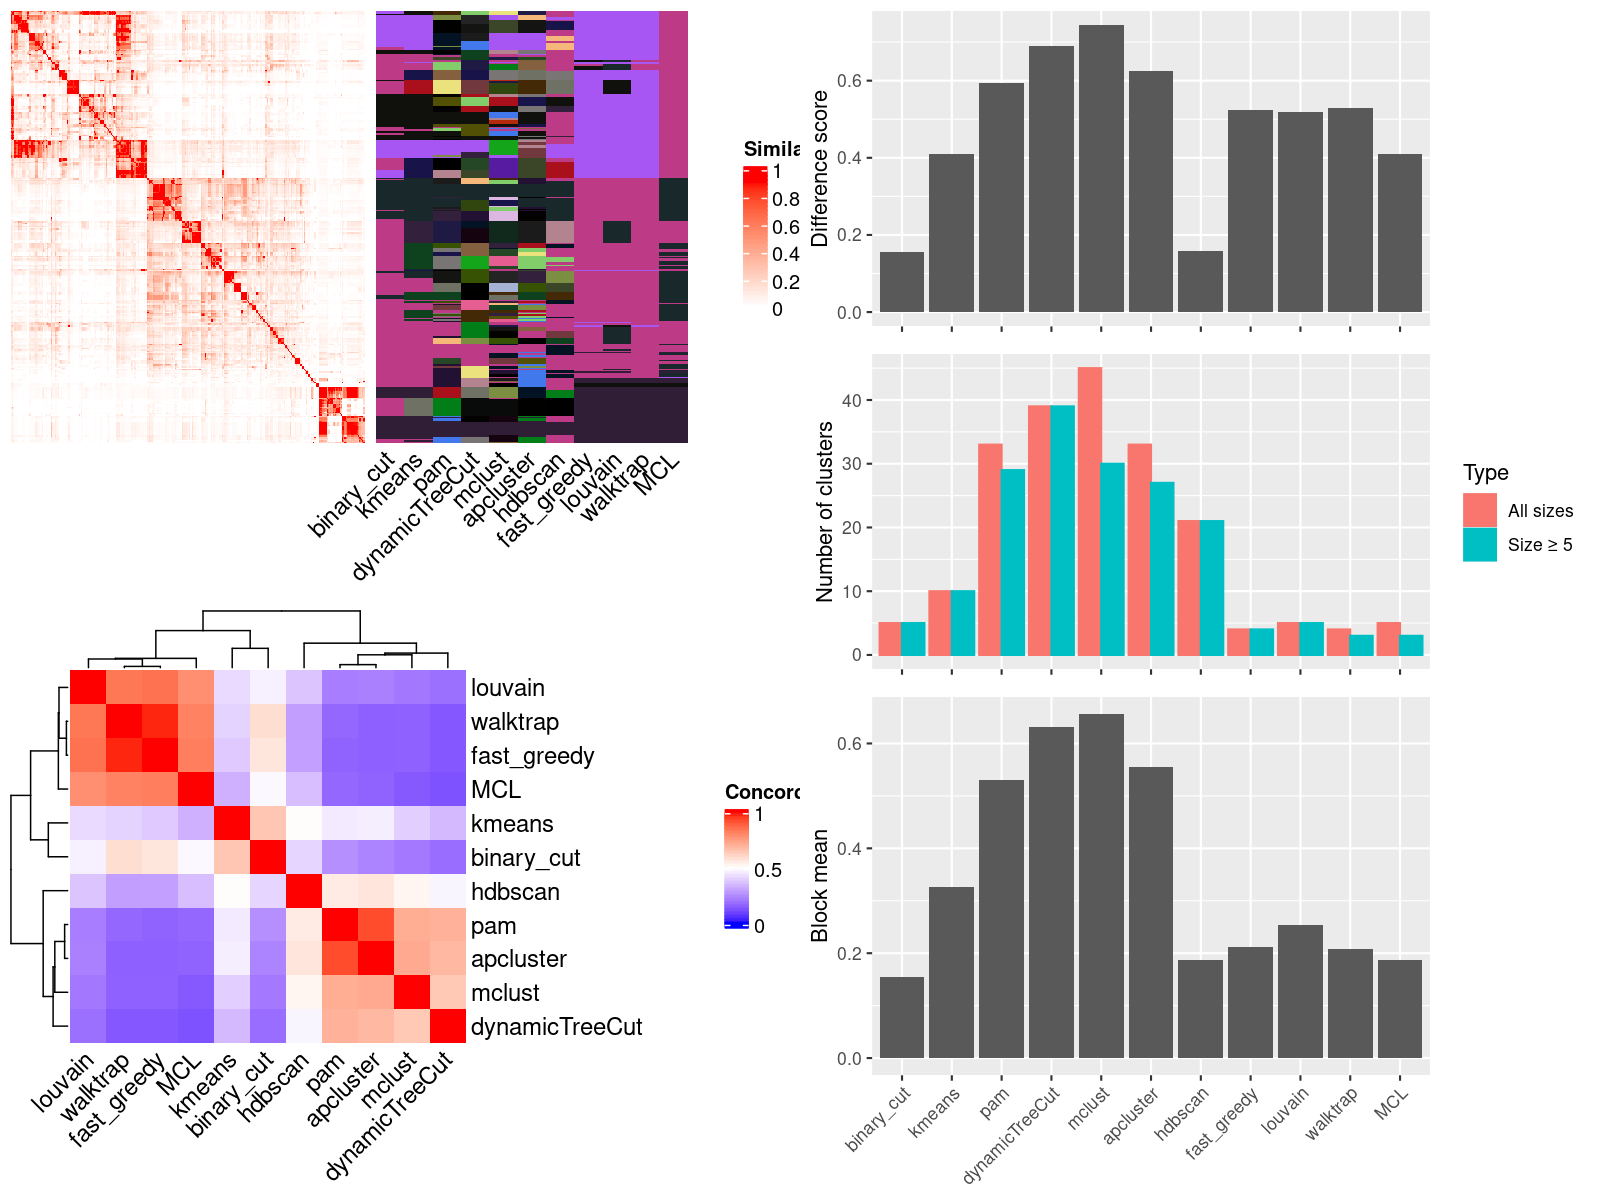 Simila
1
0.8
0.6
0.4
0.2
0
binary_cut
kmeans
pam
dynamicTreeCut
mclust
apcluster
hdbscan
fast_greedy
louvain
walktrap
MCL
louvain
walktrap
fast_greedy
MCL
kmeans
binary_cut
hdbscan
pam
apcluster
mclust
dynamicTreeCut
louvain
walktrap
fast_greedy
MCL
kmeans
binary_cut
hdbscan
pam
apcluster
mclust
dynamicTreeCut
Concord
1
0.5
0
Difference score
0.6
0.4
0.2
0.0
Number of clusters
40
30
20
10
0
Type
All sizes
Size ≥ 5
Block mean
0.6
0.4
0.2
0.0
binary_cut
kmeans
pam
dynamicTreeCut
mclust
apcluster
hdbscan
fast_greedy
louvain
walktrap
MCL